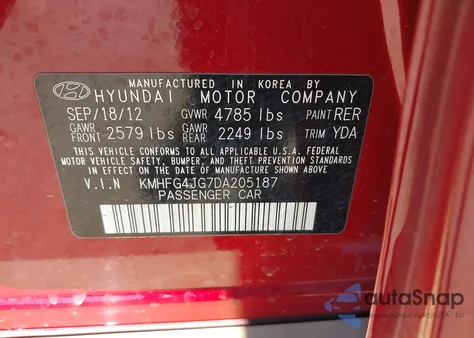 MANUFACTURED IN KOREA BY
HYUNDAI MOTOR COMPANY
SEP/18/12 GVWR 4785 lbs PAINT RER
GAWR FRONT 2579 lbs GAWR REAR 2249 lbs TRIM YDA
THIS VEHICLE CONFORMS TO ALL APPLICABLE U.S.A. FEDERAL
MOTOR VEHICLE SAFETY, BUMPER, AND THEFT PREVENTION
STANDARDS IN EFFECT ON THE DATE OF MANUFACTURE SHOWN ABOVE.
V.I.N KMHFG4JG7DA205187
PASSENGER CAR
autoSnap